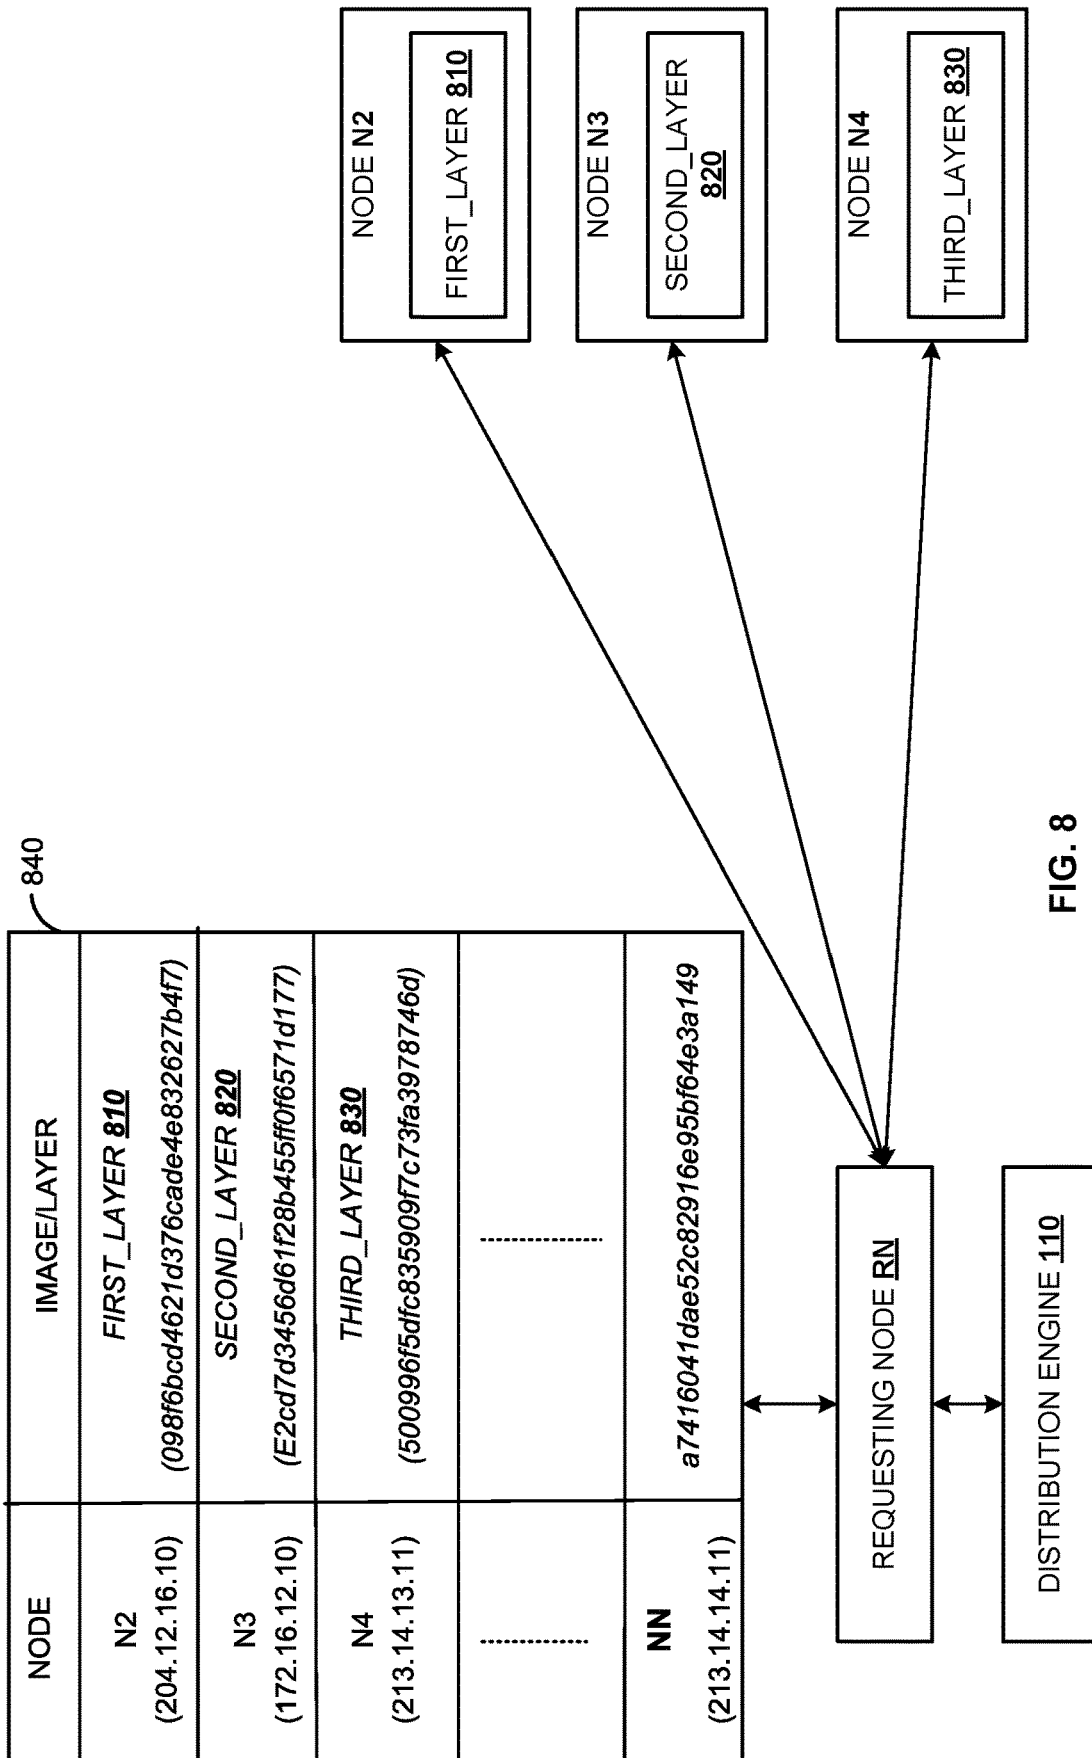 840
NODE
IMAGE/LAYER
N2
(204.12.16.10)
FIRST_LAYER 810
(098f6bcd4621d376cade4e832627b4f7)
N3
(172.16.12.10)
SECOND_LAYER 820
(E2cd7d3456d61f28b455ff0f6571d177)
N4
(213.14.13.11)
THIRD_LAYER 830
(500996f5dfc835909f7c73fa3978746d)
NN
(213.14.14.11)
a7416041dae52c82916e95bf64e3a149
REQUESTING NODE RN
DISTRIBUTION ENGINE 110
NODE N2
FIRST_LAYER 810
NODE N3
SECOND_LAYER
820
NODE N4
THIRD_LAYER 830
FIG. 8